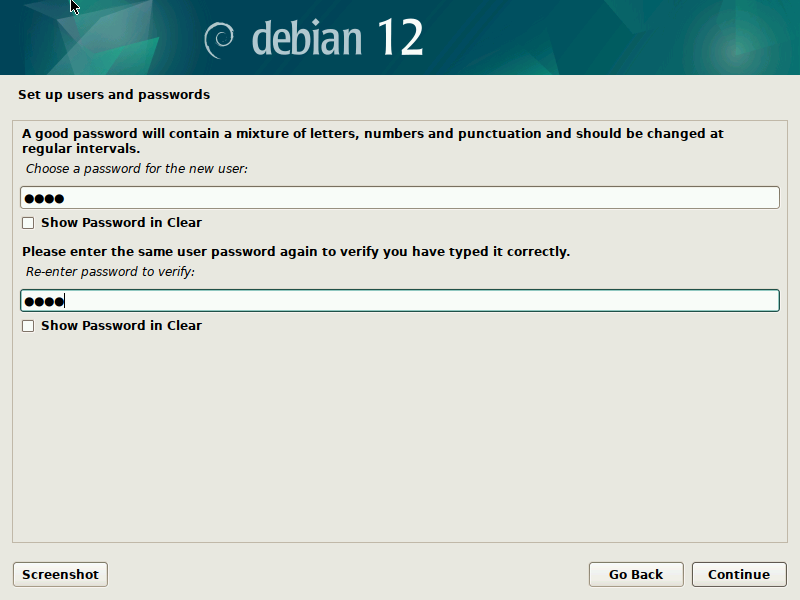 debian 12
Set up users and passwords
A good password will contain a mixture of letters, numbers and punctuation and should be changed at
regular intervals.
Choose a password for the new user:
●●●●
Show Password in Clear
Please enter the same user password again to verify you have typed it correctly.
Re-enter password to verify:
●●●●
Show Password in Clear
Screenshot
Go Back
Continue